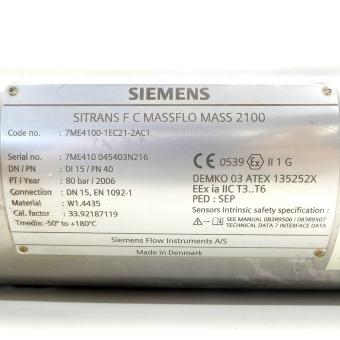 SIEMENS
SITRANS F C MASSFLO MASS 2100
Code no. : 7ME4100-1EC21-2AC1
Serial no. : 7ME410 045403N216
DN / PN : DI 15 / PN 40
PT / Year : 80 bar / 2006
Connection : DN 15, EN 1092-1
Material : W1.4435
Cal. factor : 33.92187119
Tmedia: -50° to +180°C
CE 0539 Ex II 1 G
DEMKO 03 ATEX 135252X
EEx ia IIC T3..T6
PED : SEP
Sensors Intrinsic safety specification :
SEE MANUAL 083R9506 / 083R9507
TECHNICAL DATA 7 INTERFACE DATA
Siemens Flow Instruments A/S
Made in Denmark